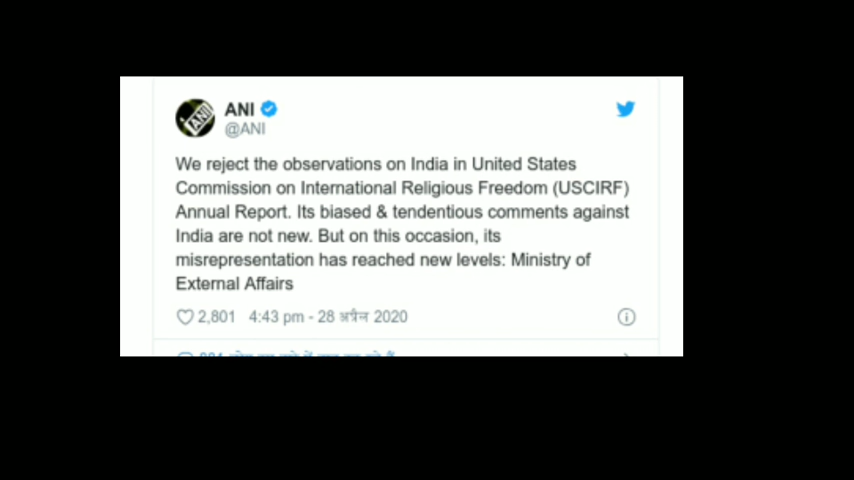 ANI
@ANI
We reject the observations on India in United States
Commission on International Religious Freedom (USCIRF)
Annual Report. Its biased & tendentious comments against
India are not new. But on this occasion, its
misrepresentation has reached new levels: Ministry of
External Affairs
2,801 4:43 pm - 28 अप्रैल 2020